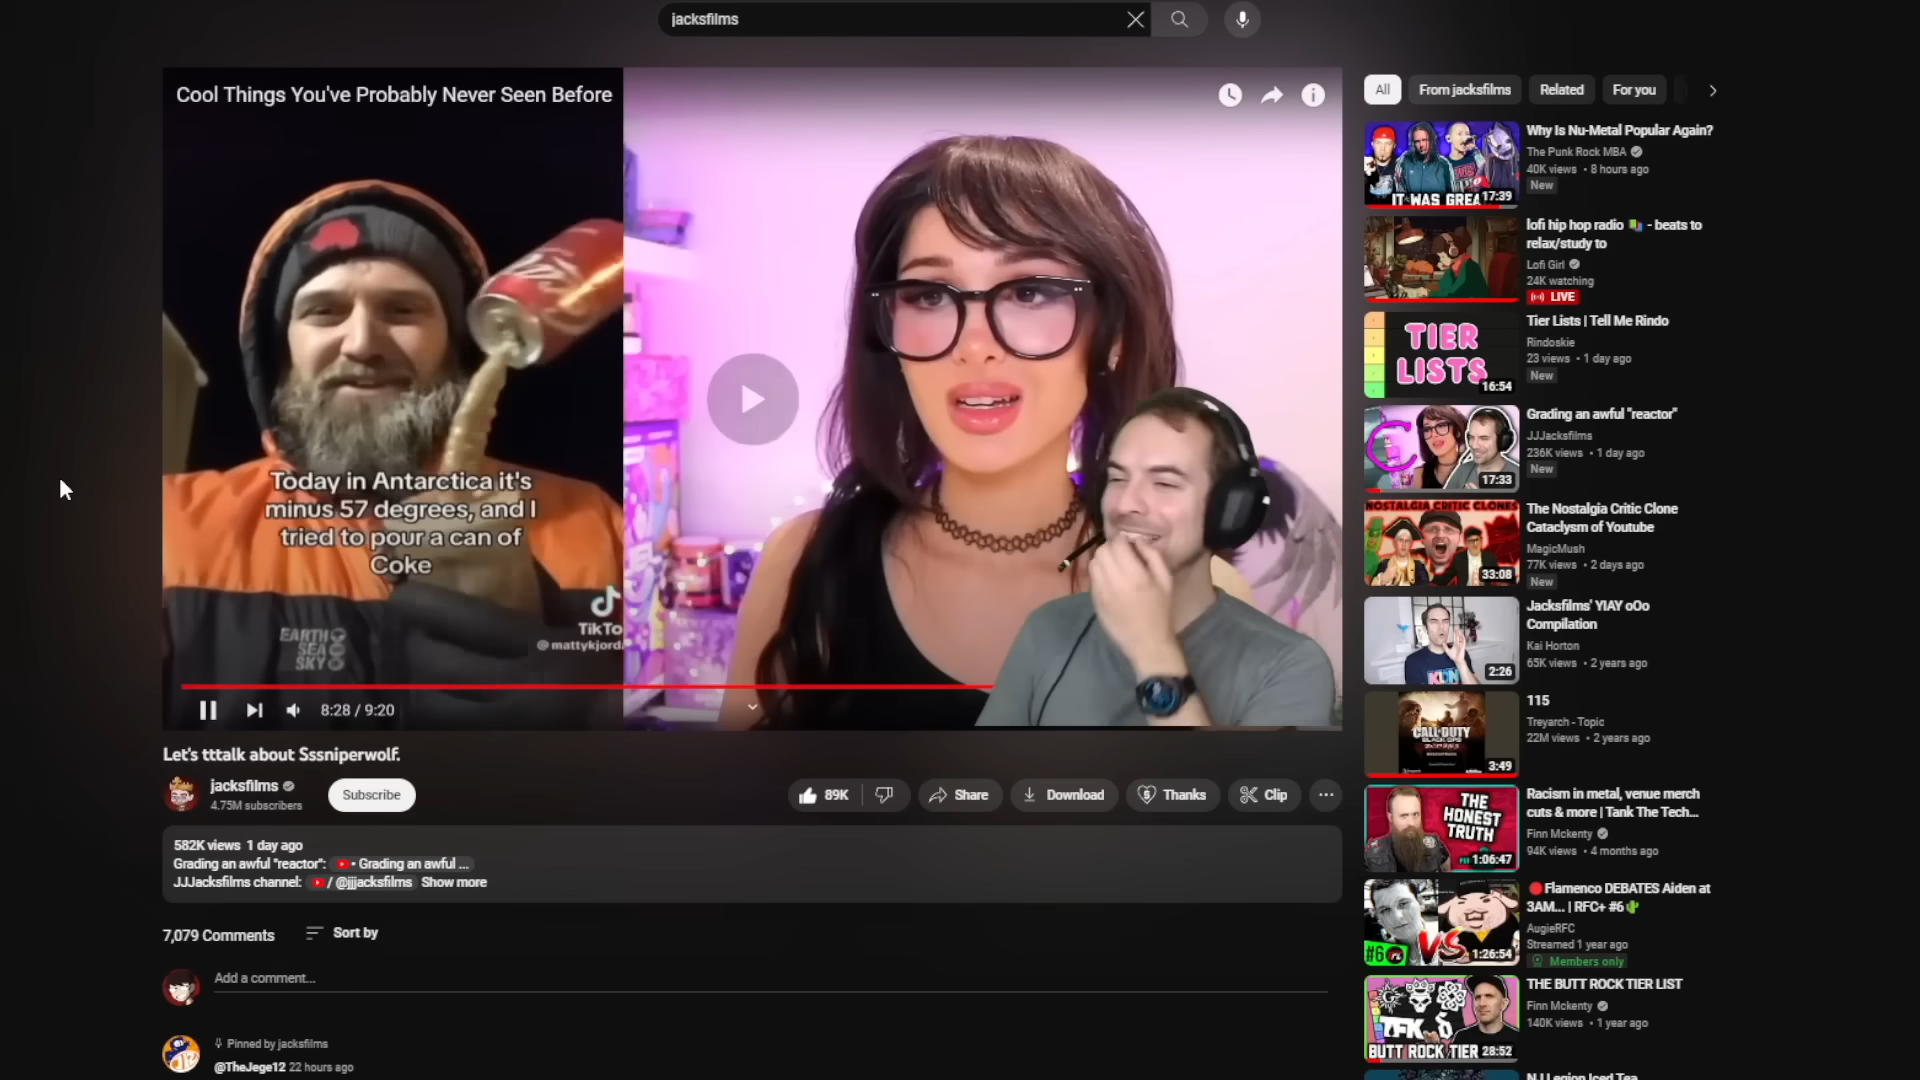 jacksfilms
Cool Things You've Probably Never Seen Before
Today in Antarctica it's
minus 57 degrees, and I
tried to pour a can of
Coke
EARTH
SEA
SKY
TikTo
@mattykjord
8:28 / 9:20
Let's tttalk about Sssniperwolf.
jacksfilms
4.75M subscribers
Subscribe
89K
Share
Download
Thanks
Clip
582K views 1 day ago
Grading an awful "reactor": • Grading an awful ...
JJJacksfilms channel: / @jjjacksfilms Show more
7,079 Comments
Sort by
Add a comment...
Pinned by jacksfilms
@TheJege12 22 hours ago
All
From jacksfilms
Related
For you
IT WAS GREA
17:39
Why Is Nu-Metal Popular Again?
The Punk Rock MBA
40K views • 8 hours ago
New
lofi hip hop radio - beats to
relax/study to
Lofi Girl
24K watching
LIVE
TIER
LISTS
16:54
Tier Lists | Tell Me Rindo
Rindoskie
23 views • 1 day ago
New
C
17:33
Grading an awful "reactor"
JJJacksfilms
236K views • 1 day ago
New
NOSTALGIA CRITIC CLONES
33:08
The Nostalgia Critic Clone
Cataclysm of Youtube
MagicMush
77K views • 2 days ago
New
2:26
Jacksfilms' YIAY oOo
Compilation
Kai Horton
65K views • 2 years ago
CALL DUTY
BLACK OPS
ZOMBIES
3:49
115
Treyarch - Topic
22M views • 2 years ago
THE
HONEST
TRUTH
1:06:47
Racism in metal, venue merch
cuts & more | Tank The Tech...
Finn Mckenty
94K views • 4 months ago
#6
VS
1:26:54
Flamenco DEBATES Aiden at
3AM... | RFC+ #6
AugieRFC
Streamed 1 year ago
Members only
TFK
BUTT ROCK TIER
28:52
THE BUTT ROCK TIER LIST
Finn Mckenty
140K views • 1 year ago